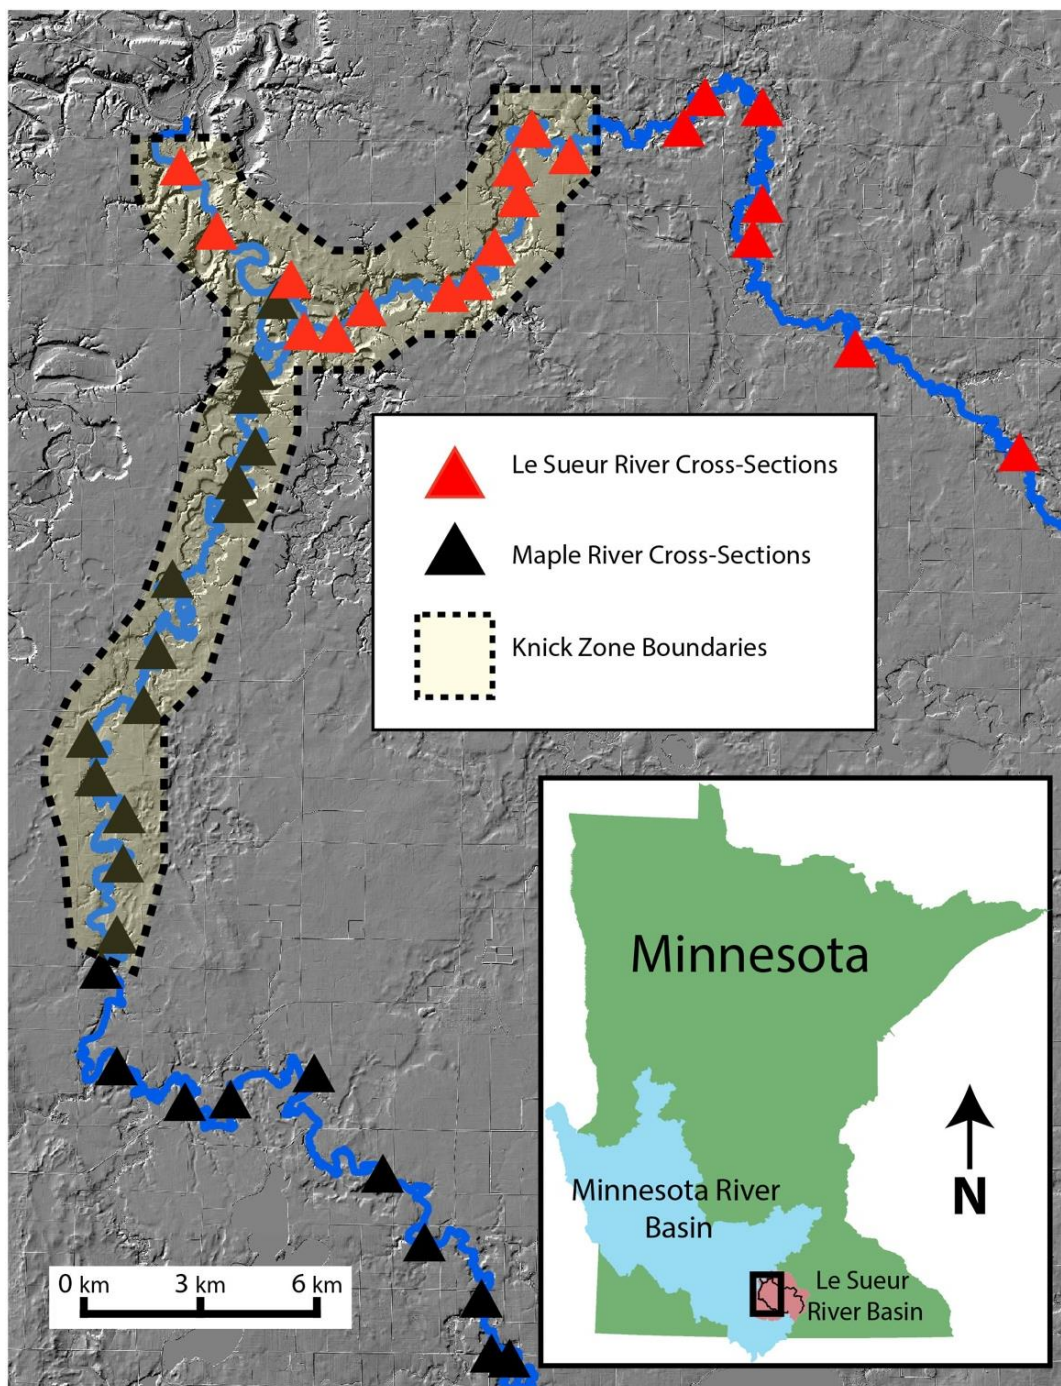 Le Sueur River Cross-Sections
Maple River Cross-Sections
Knick Zone Boundaries
Minnesota
Minnesota River
Basin
N
Le Sueur
River Basin
0 km 3 km 6 km